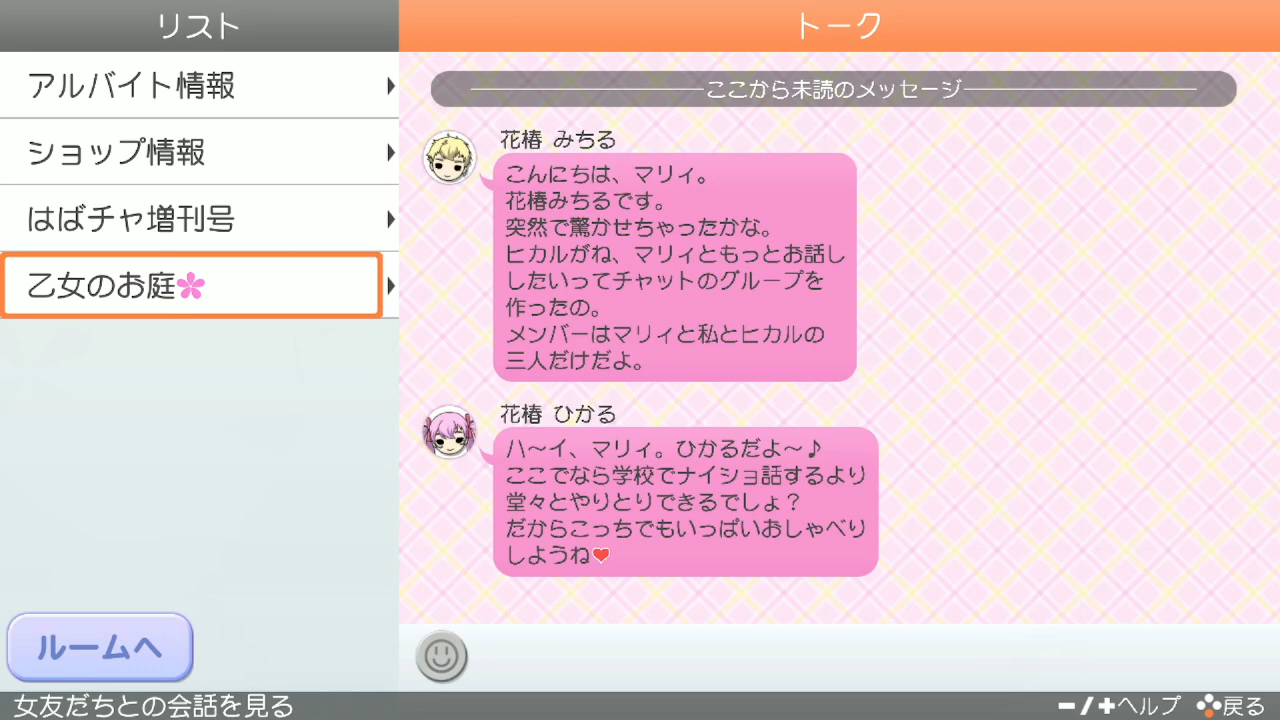 リスト
アルバイト情報
ショップ情報
はばチャ増刊号
乙女のお庭🌸
ルームへ
女友だちとの会話を見る
トーク
ここから未読のメッセージ
花椿 みちる
こんにちは、マリィ。
花椿みちるです。
突然で驚かせちゃったかな。
ヒカルがね、マリィともっとお話し
したいってチャットのグループを
作ったの。
メンバーはマリィと私とヒカルの
三人だけだよ。
花椿 ひかる
ハ～イ、マリィ。ひかるだよ～♪
ここでなら学校でナイショ話するより
堂々とやりとりできるでしょ？
だからこっちでもいっぱいおしゃべり
しようね❤
ー/＋ヘルプ 戻る